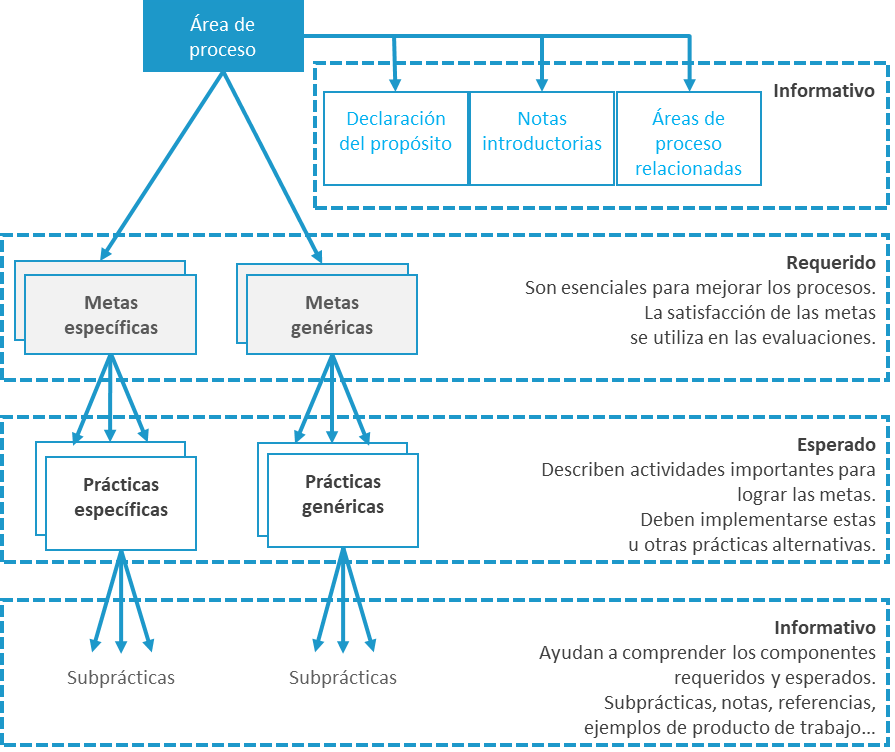 Área de
proceso
Informativo
Declaración
del propósito
Notas
introductorias
Áreas de
proceso
relacionadas
Requerido
Son esenciales para mejorar los procesos.
La satisfacción de las metas
se utiliza en las evaluaciones.
Metas
específicas
Metas
genéricas
Esperado
Describen actividades importantes para
lograr las metas.
Deben implementarse estas
u otras prácticas alternativas.
Prácticas
específicas
Prácticas
genéricas
Informativo
Ayudan a comprender los componentes
requeridos y esperados.
Subprácticas, notas, referencias,
ejemplos de producto de trabajo...
Subprácticas
Subprácticas